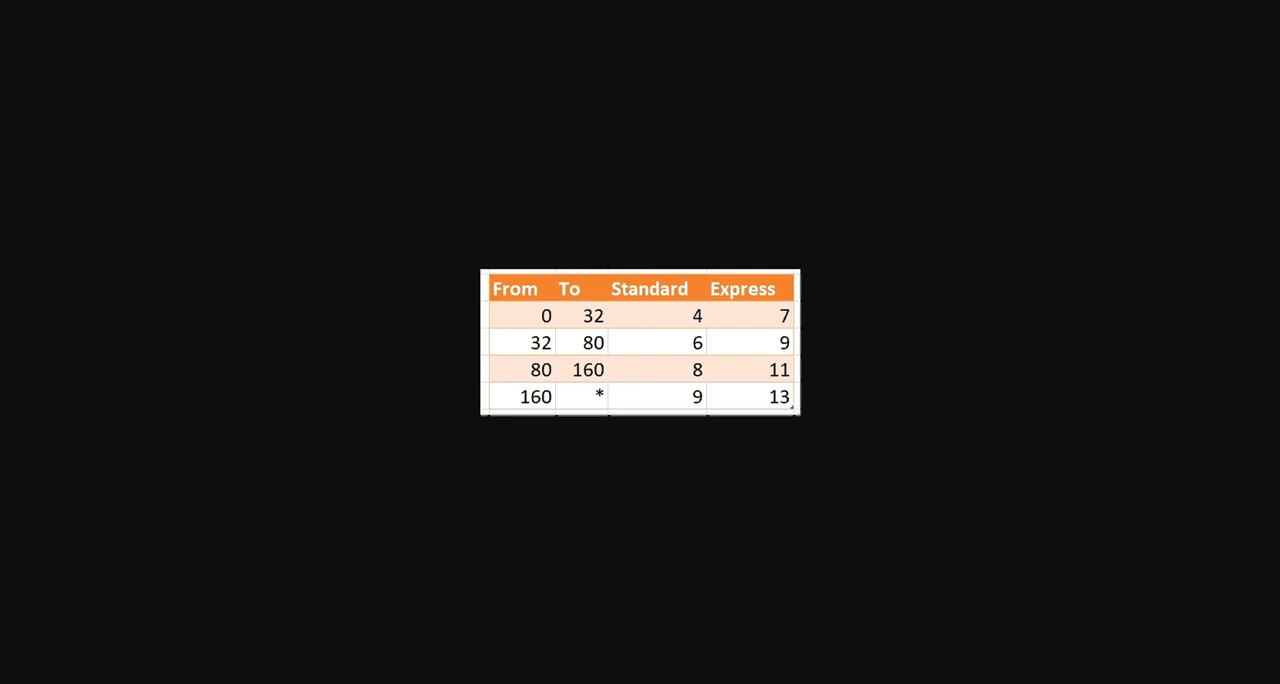 From To Standard Express
0 32 4 7
32 80 6 9
80 160 8 11
160 * 9 13